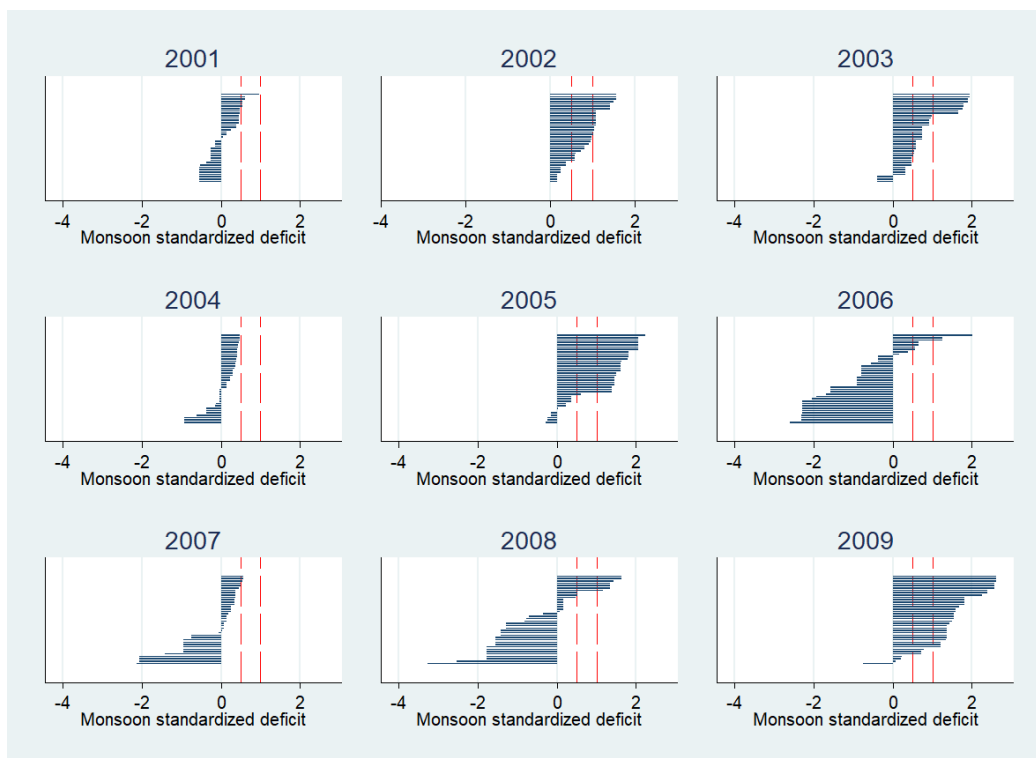 2001 2002 2003
-4 -2 0 2 -4 -2 0 2 -4 -2 0 2
Monsoon standardized deficit Monsoon standardized deficit Monsoon standardized deficit
2004 2005 2006
-4 -2 0 2 -4 -2 0 2 -4 -2 0 2
Monsoon standardized deficit Monsoon standardized deficit Monsoon standardized deficit
2007 2008 2009
-4 -2 0 2 -4 -2 0 2 -4 -2 0 2
Monsoon standardized deficit Monsoon standardized deficit Monsoon standardized deficit